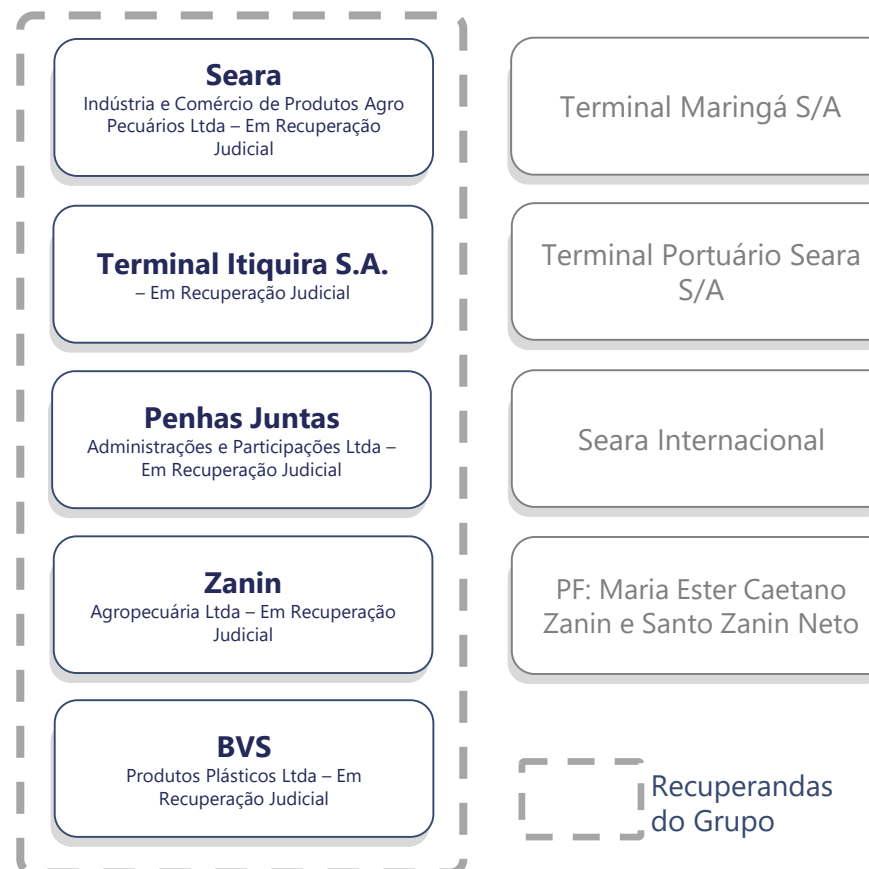 Seara
Indústria e Comércio de Produtos Agro
Pecuários Ltda – Em Recuperação
Judicial
Terminal Itiquira S.A.
– Em Recuperação Judicial
Penhas Juntas
Administrações e Participações Ltda –
Em Recuperação Judicial
Zanin
Agropecuária Ltda – Em Recuperação
Judicial
BVS
Produtos Plásticos Ltda – Em
Recuperação Judicial
Terminal Maringá S/A
Terminal Portuário Seara
S/A
Seara Internacional
PF: Maria Ester Caetano
Zanin e Santo Zanin Neto
Recuperandas
do Grupo